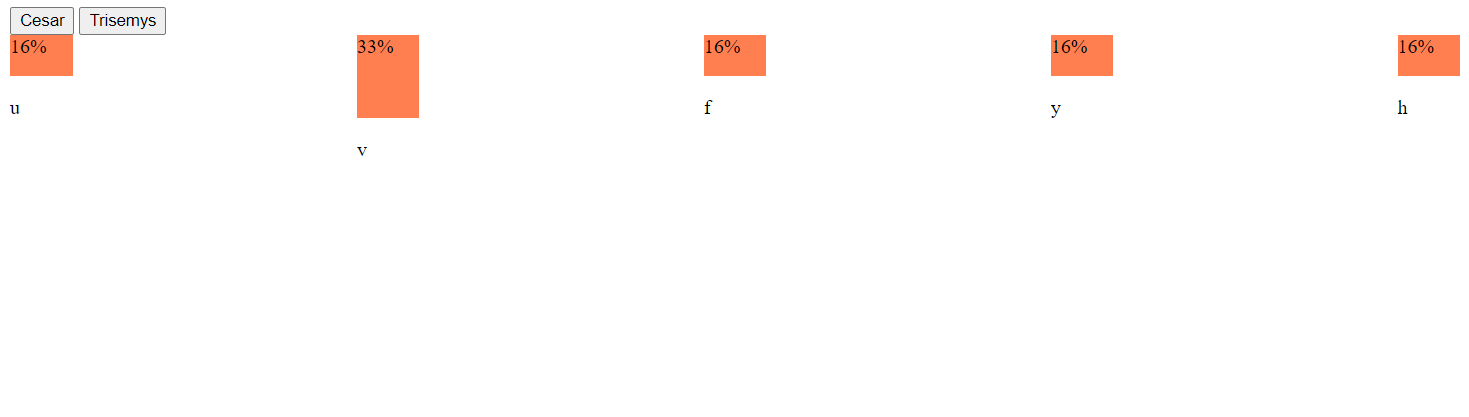 Cesar Trisemys
16% 33% 16% 16% 16%
u f y h
v